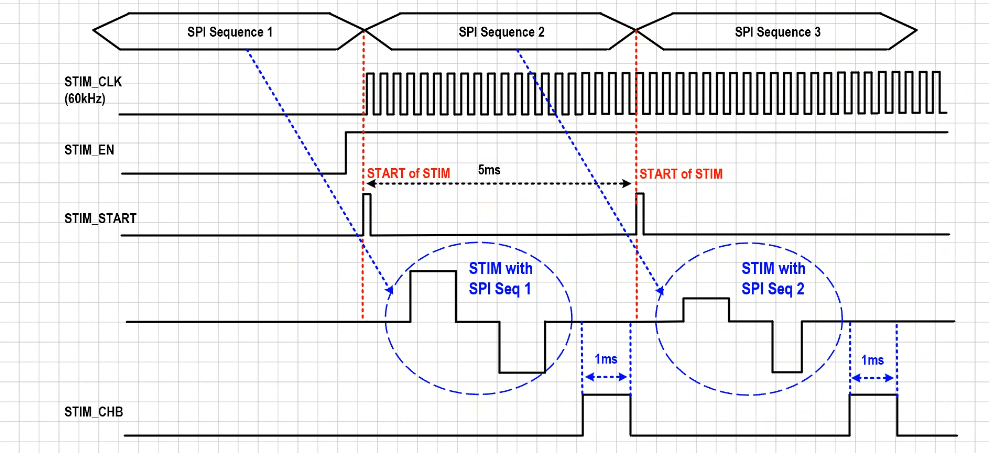 SPI Sequence 1
SPI Sequence 2
SPI Sequence 3
STIM_CLK
(60kHz)
STIM_EN
START of STIM
5ms
START of STIM
STIM_START
STIM with
SPI Seq 1
STIM with
SPI Seq 2
1ms
1ms
STIM_CHB